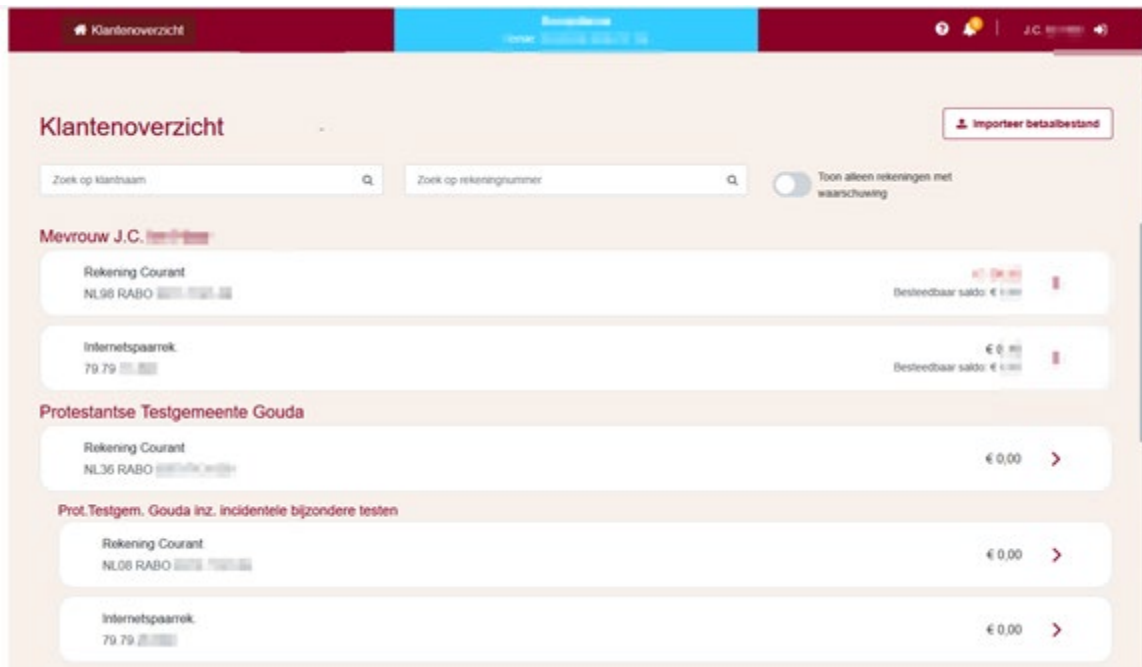 Klantenoverzicht
J.C.
Klantenoverzicht
Importeer betaalbestand
Zoek op klantnaam
Zoek op rekeningnummer
Toon alleen rekeningen met
waarschuwing
Mevrouw J.C.
Rekening Courant
NL98 RABO
Besteedbaar saldo: €
Internetspaarrek.
€ 0
79.79
Besteedbaar saldo: €
Protestantse Testgemeente Gouda
Rekening Courant
NL36 RABO
€ 0,00
Prot.Testgem. Gouda inz. incidentele bijzondere testen
Rekening Courant
NL08 RABO
€ 0,00
Internetspaarrek.
79.79
€ 0,00